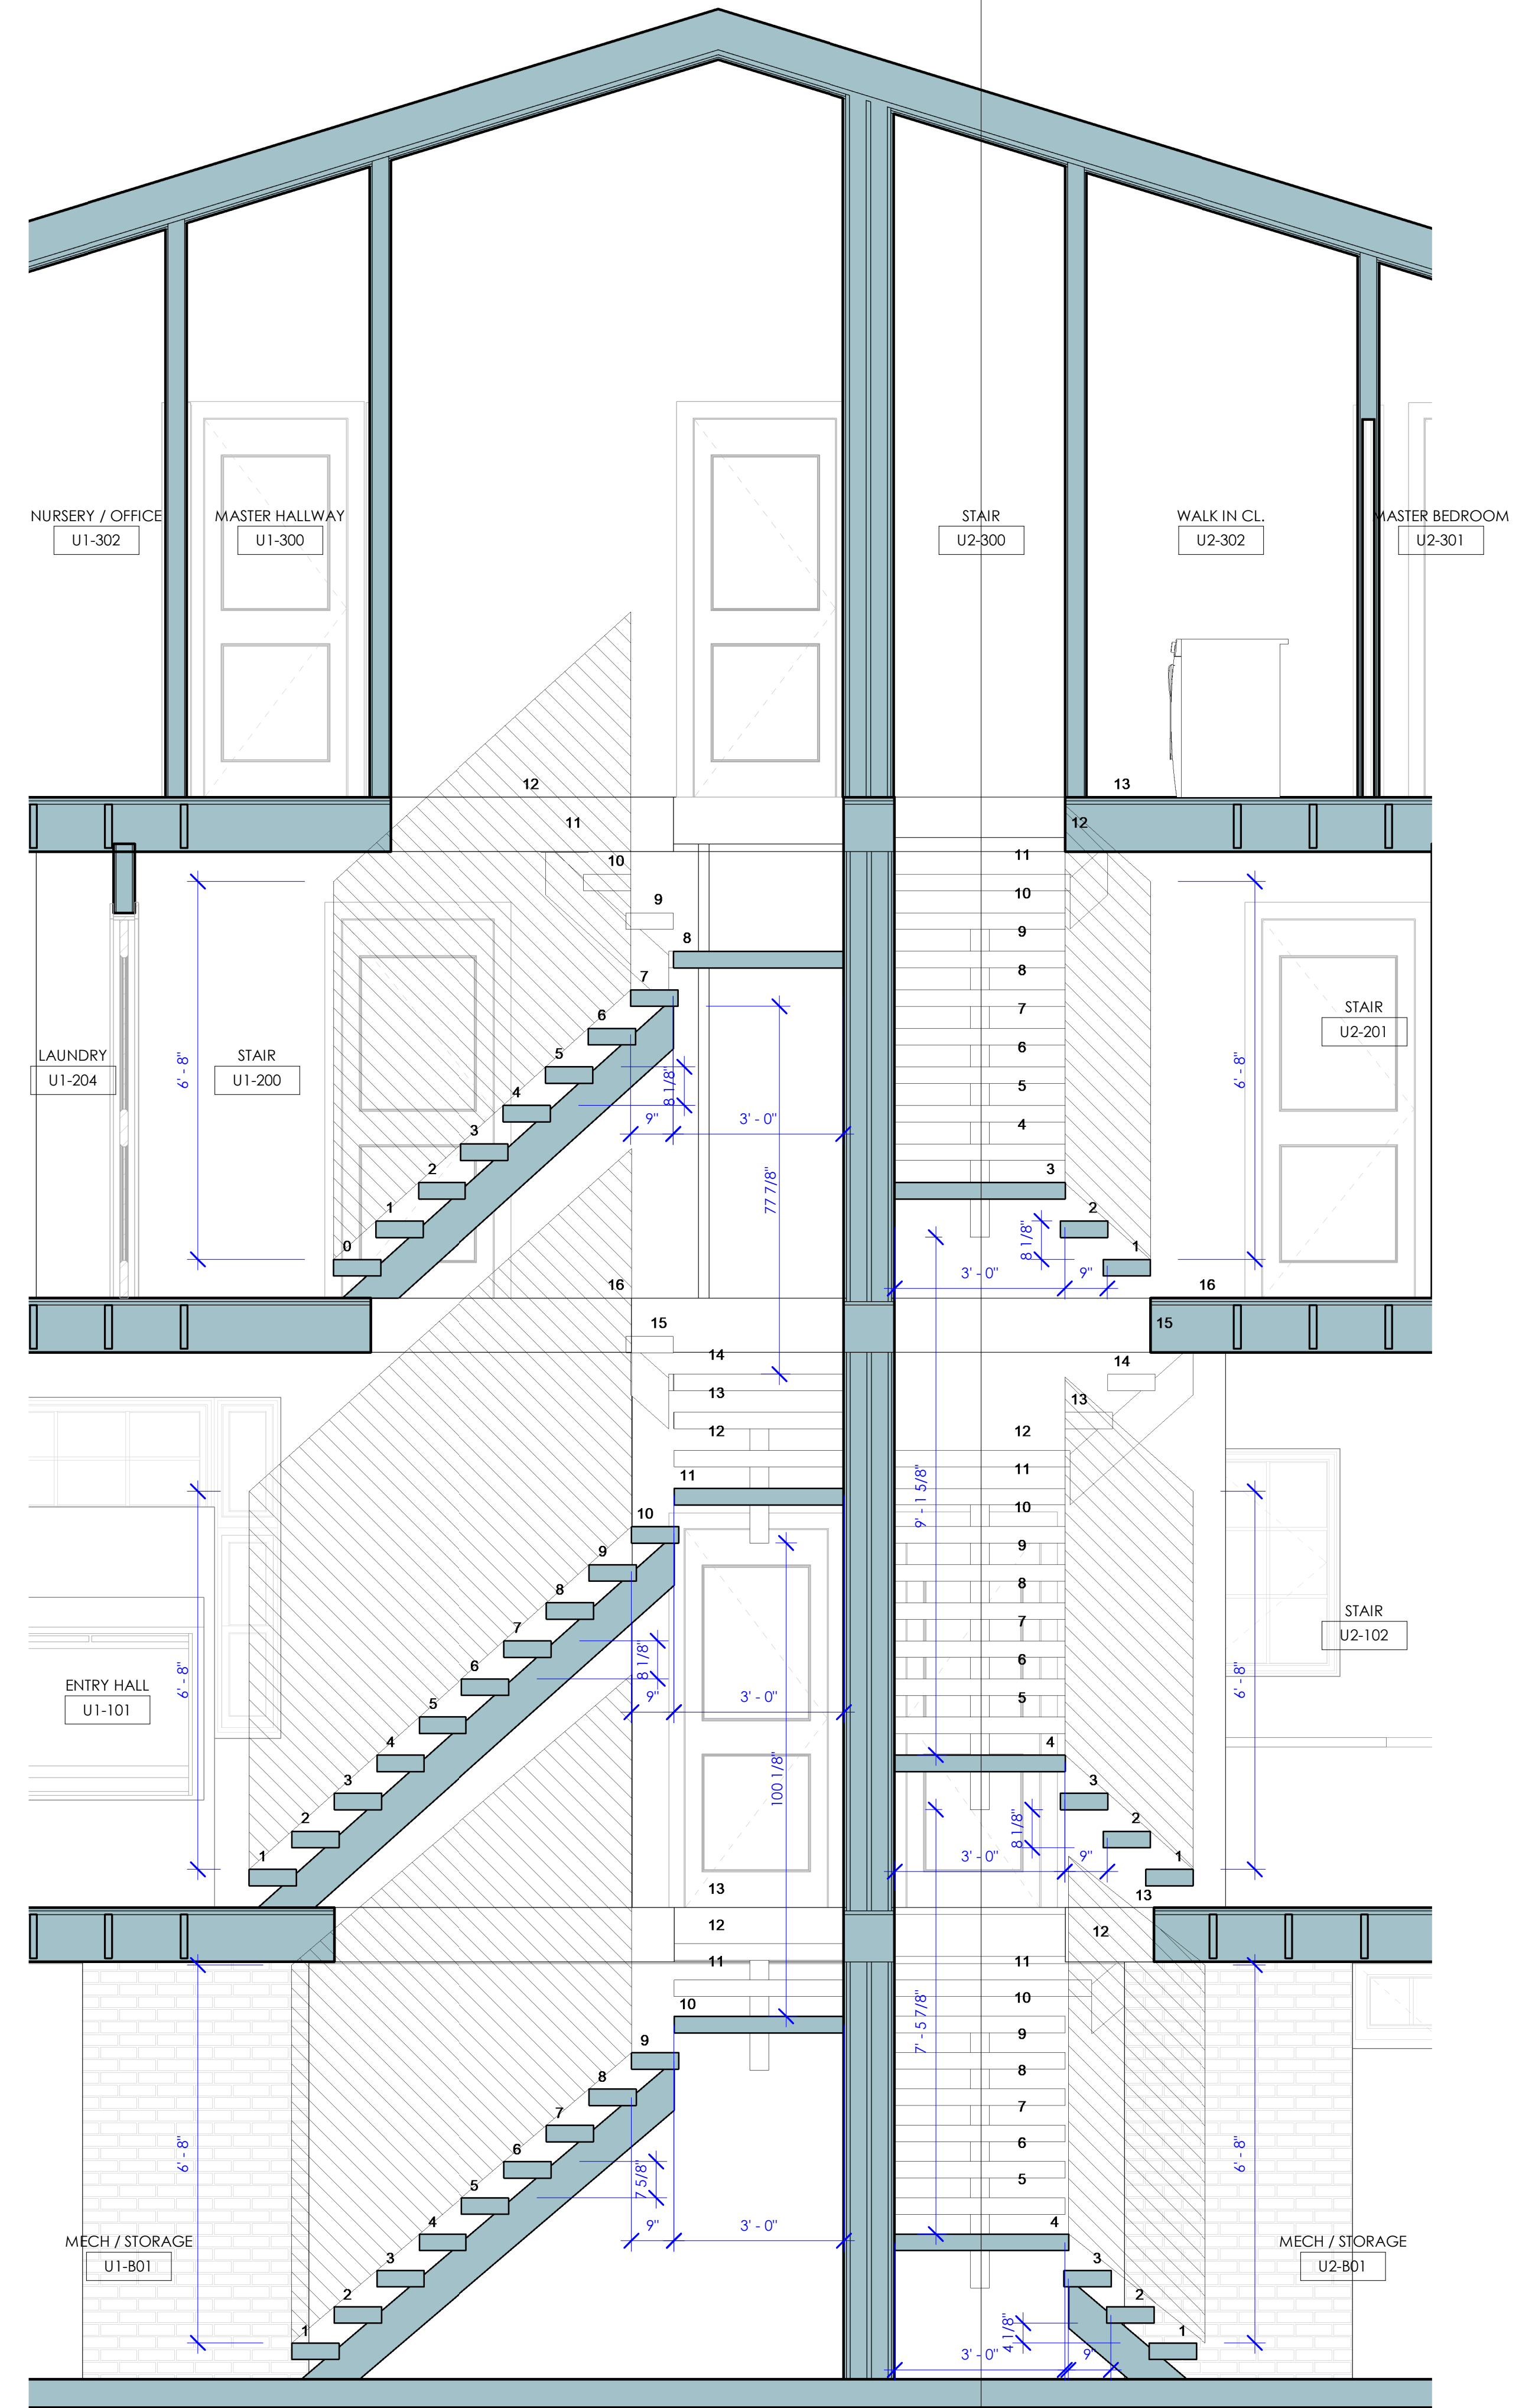 NURSERY / OFFICE
U1-302
MASTER HALLWAY
U1-300
STAIR
U2-300
WALK IN CL.
U2-302
MASTER BEDROOM
U2-301
12
13
11
12
10
11
9
10
8
9
7
8
6
7
5
6
4
5
3
4
2
3
1
2
0
1
6' - 8"
LAUNDRY
U1-204
STAIR
U1-200
8 1/8"
9"
3' - 0"
77 7/8"
8 1/8"
3' - 0"
9"
6' - 8"
STAIR
U2-201
16
16
15
15
14
14
13
13
12
12
11
11
10
10
9
9
8
8
7
7
6
6
5
5
4
4
3
3
2
2
1
1
6' - 8"
ENTRY HALL
U1-101
8 1/8"
9"
3' - 0"
100 1/8"
9' - 1 5/8"
8 1/8"
3' - 0"
9"
6' - 8"
STAIR
U2-102
13
13
12
12
11
11
10
10
9
9
8
8
7
7
6
6
5
5
4
4
3
3
2
2
1
1
6' - 8"
MECH / STORAGE
U1-B01
7 5/8"
9"
3' - 0"
7' - 5 7/8"
4 1/8"
3' - 0"
9"
6' - 8"
MECH / STORAGE
U2-B01